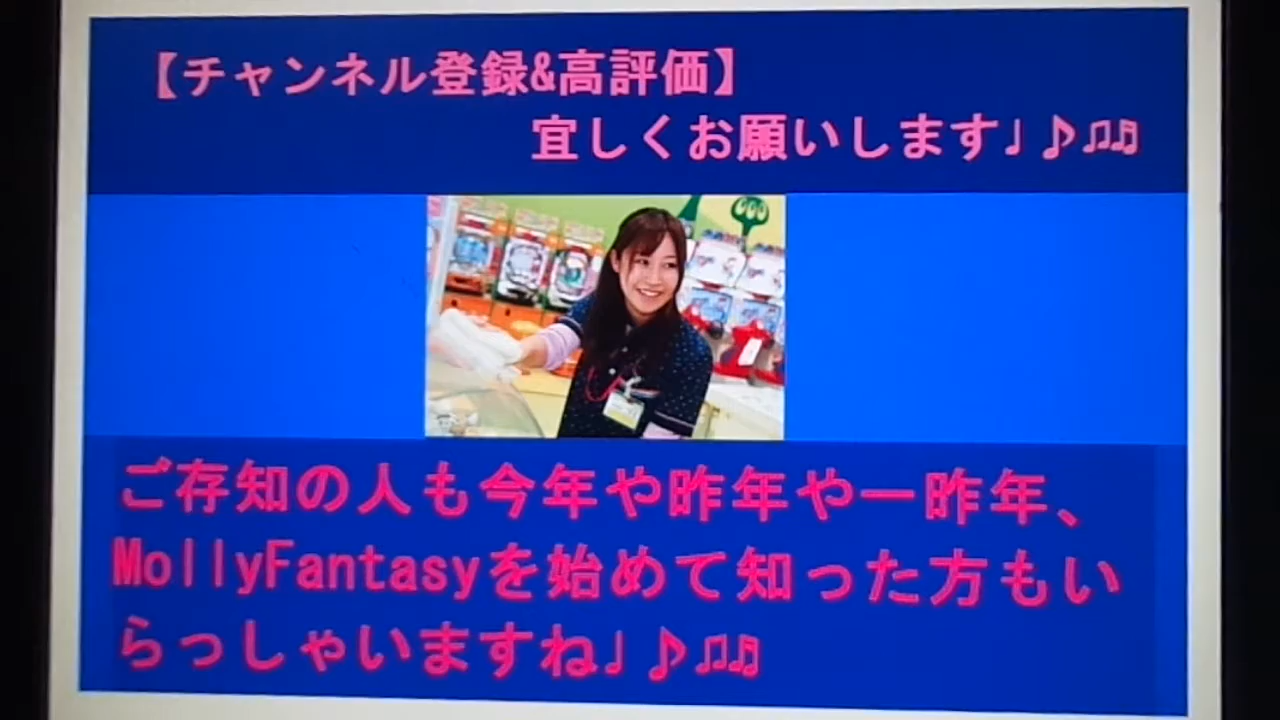 【チャンネル登録&高評価】
宜しくお願いします♩♪♫♬
ご存知の人も今年や昨年や一昨年、
MollyFantasyを始めて知った方もい
らっしゃいますね♩♪♫♬